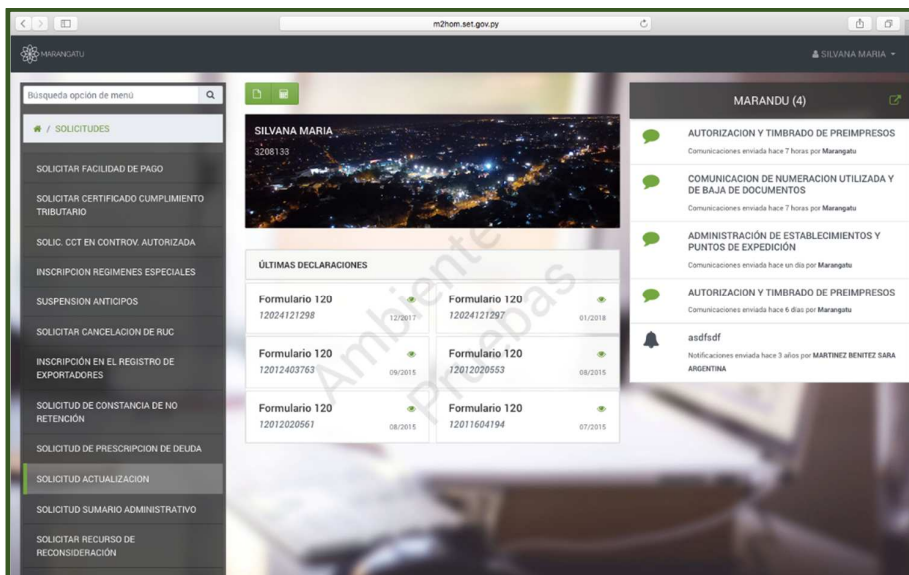 m2hom.set.gov.py
MARANGATU
SILVANA MARIA
Búsqueda opción de menú
/ SOLICITUDES
SOLICITAR FACILIDAD DE PAGO
SOLICITAR CERTIFICADO CUMPLIMIENTO
TRIBUTARIO
SOLIC. CCT EN CONTROV. AUTORIZADA
INSCRIPCION REGIMENES ESPECIALES
SUSPENSION ANTICIPOS
SOLICITAR CANCELACION DE RUC
INSCRIPCIÓN EN EL REGISTRO DE
EXPORTADORES
SOLICITUD DE CONSTANCIA DE NO
RETENCIÓN
SOLICITUD DE PRESCRIPCION DE DEUDA
SOLICITUD ACTUALIZACION
SOLICITUD SUMARIO ADMINISTRATIVO
SOLICITAR RECURSO DE
RECONSIDERACIÓN
SILVANA MARIA
3208133
ÚLTIMAS DECLARACIONES
Formulario 120
12024121298
12/2017
Formulario 120
12024121297
01/2018
Formulario 120
12012403763
09/2015
Formulario 120
12012020553
08/2015
Formulario 120
12012020561
08/2015
Formulario 120
12011604194
07/2015
Ambiente
Pruebas
MARANDU (4)
AUTORIZACION Y TIMBRADO DE PREIMPRESOS
Comunicaciones enviada hace 7 horas por Marangatu
COMUNICACION DE NUMERACION UTILIZADA Y
DE BAJA DE DOCUMENTOS
Comunicaciones enviada hace 7 horas por Marangatu
ADMINISTRACIÓN DE ESTABLECIMIENTOS Y
PUNTOS DE EXPEDICIÓN
Comunicaciones enviada hace un día por Marangatu
AUTORIZACION Y TIMBRADO DE PREIMPRESOS
Comunicaciones enviada hace 6 días por Marangatu
asdfsdf
Notificaciones enviada hace 3 años por MARTINEZ BENITEZ SARA
ARGENTINA